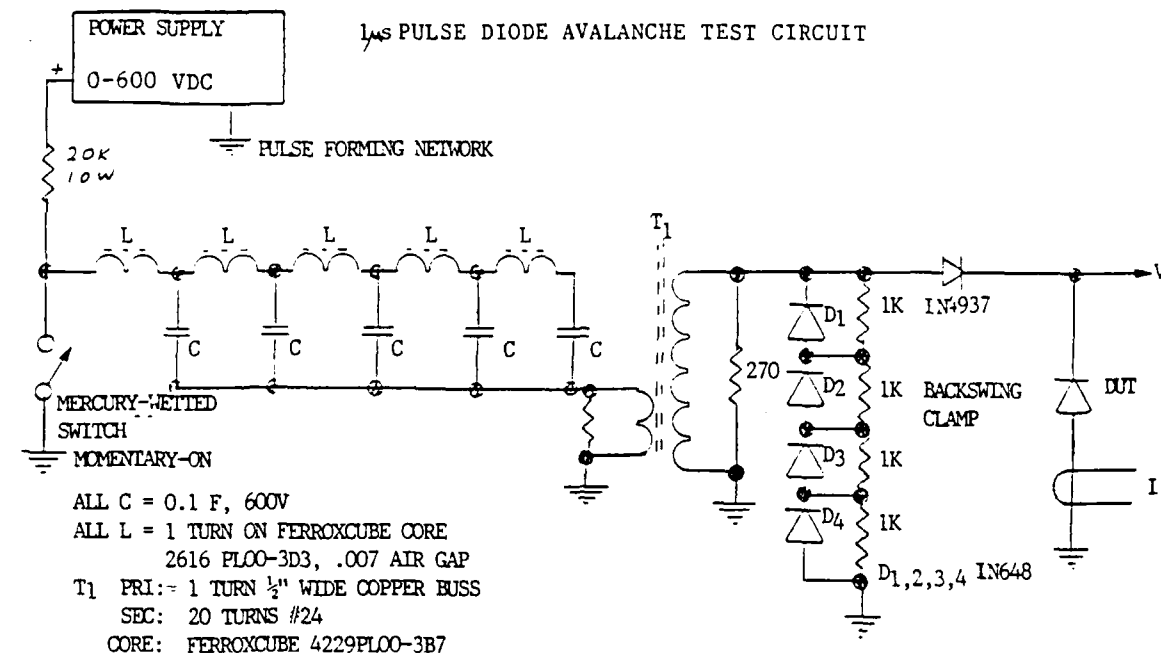 POWER SUPPLY
0-600 VDC
+
1µs PULSE DIODE AVALANCHE TEST CIRCUIT
PULSE FORMING NETWORK
20K
10W
L
L
L
L
L
C
C
C
C
C
T1
270
D1
D2
D3
D4
1K
1K
1K
1K
IN4937
BACKSWING
CLAMP
V
DUT
I
D1,2,3,4 IN648
MERCURY-WETTED
SWITCH
MOMENTARY-ON
ALL C = 0.1 F, 600V
ALL L = 1 TURN ON FERROXCUBE CORE
2616 PL00-3D3, .007 AIR GAP
T1 PRI: 1 TURN ½" WIDE COPPER BUSS
SEC: 20 TURNS #24
CORE: FERROXCUBE 4229PL00-3B7